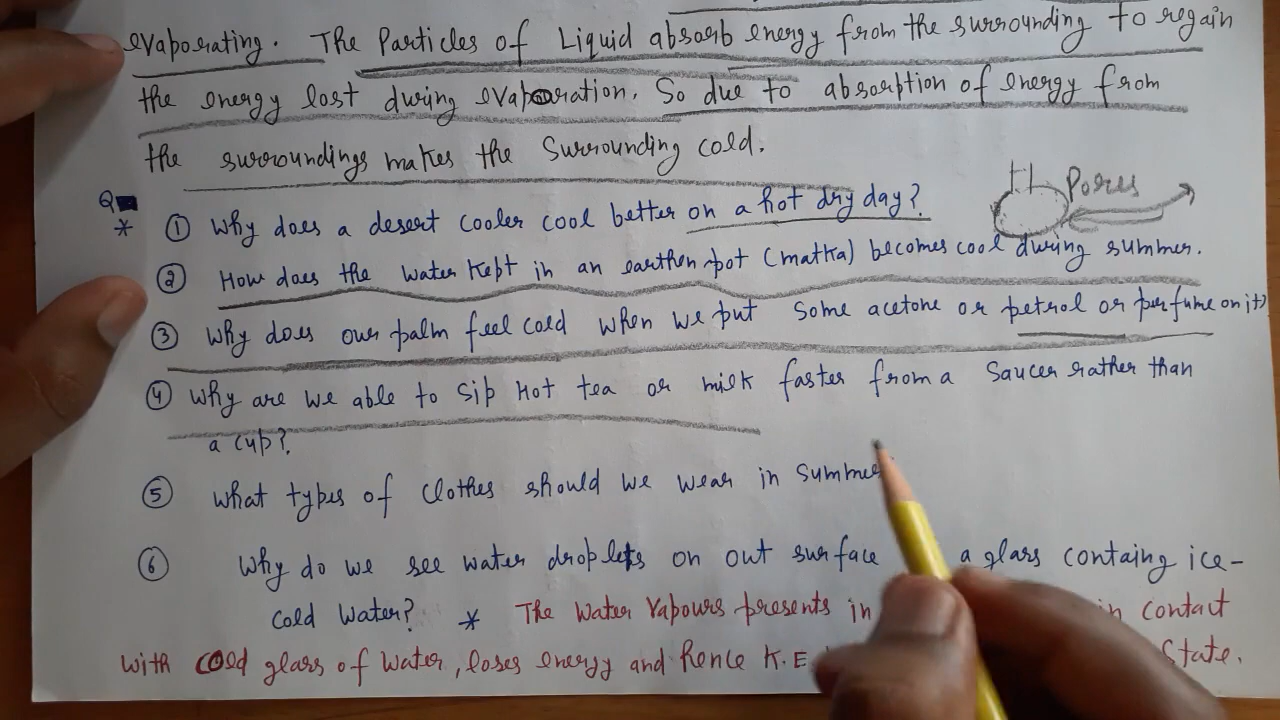 evaporating. The Particles of Liquid absorb energy from the surrounding to regain
the energy lost during evaporation. So due to absorption of energy from
the surroundings makes the Surrounding cold.
Q
Pores
* ① Why does a desert cooler cool better on a hot dry day?
② How does the water kept in an earthen pot (matka) becomes cool during summer.
③ Why does our palm feel cold when we put some acetone or petrol or perfume on it?
④ Why are we able to sip Hot tea or milk faster from a Saucer rather than
a cup?
⑤ What types of clothes should we wear in Summer
⑥ Why do we see water droplets on out surface a glass containg ice-
cold Water? * The Water Vapours presents in in contact
with cold glass of Water, loses energy and hence K.E State.